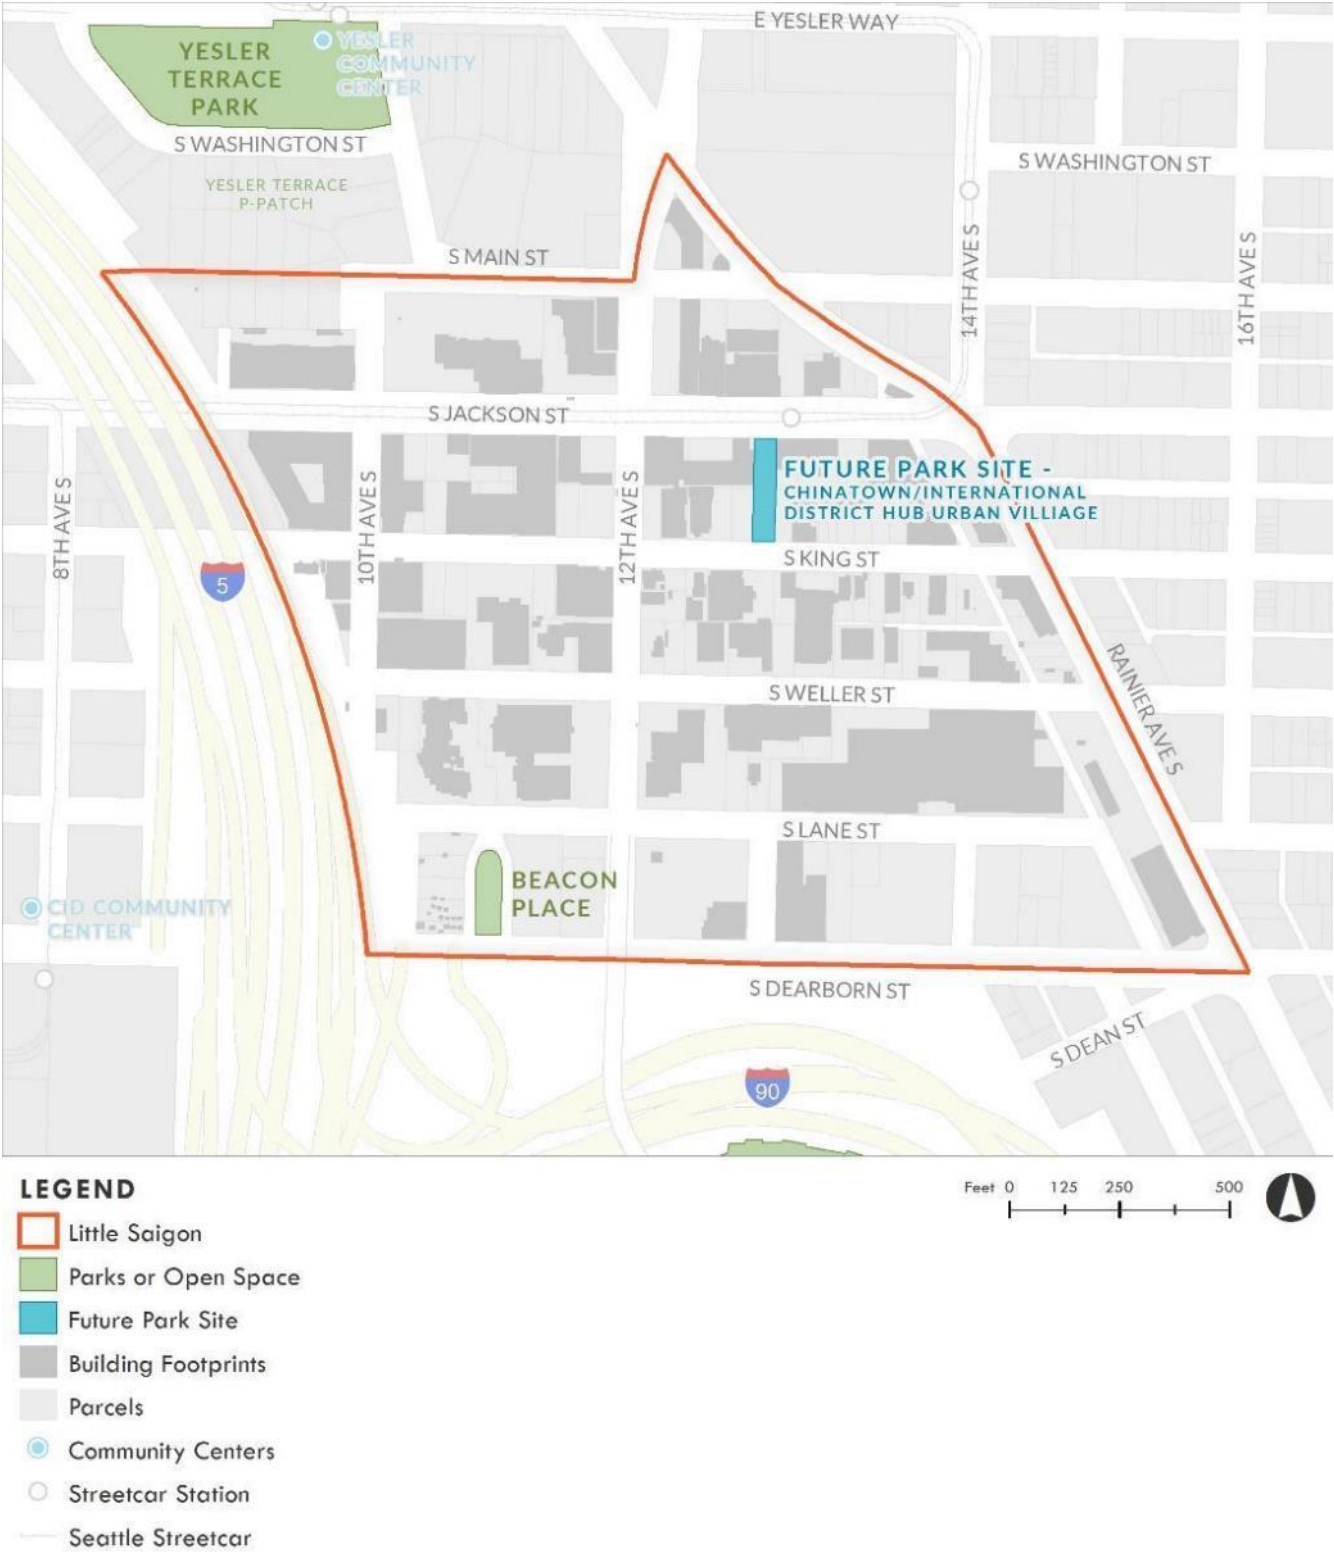 E YESLER WAY
YESLER
TERRACE
PARK
YESLER
COMMUNITY
CENTER
S WASHINGTON ST
S WASHINGTON ST
YESLER TERRACE
P-PATCH
S MAIN ST
14TH AVE S
16TH AVE S
S JACKSON ST
FUTURE PARK SITE -
CHINATOWN/INTERNATIONAL
DISTRICT HUB URBAN VILLIAGE
8TH AVE S
10TH AVE S
12TH AVE S
S KING ST
5
RAINIER AVE S
S WELLER ST
S LANE ST
BEACON
PLACE
CID COMMUNITY
CENTER
S DEARBORN ST
S DEAN ST
90
LEGEND
Little Saigon
Parks or Open Space
Future Park Site
Building Footprints
Parcels
Community Centers
Streetcar Station
Seattle Streetcar
Feet 0 125 250 500